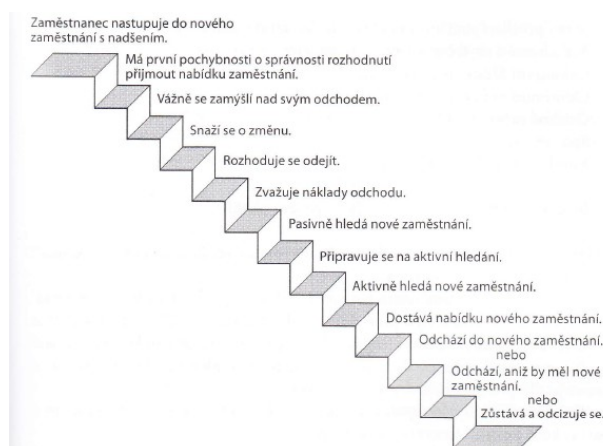 Zaměstnanec nastupuje do nového
zaměstnání s nadšením.
Má první pochybnosti o správnosti rozhodnutí
přijmout nabídku zaměstnání.
Vážně se zamýšlí nad svým odchodem.
Snaží se o změnu.
Rozhoduje se odejít.
Zvažuje náklady odchodu.
Pasivně hledá nové zaměstnání.
Připravuje se na aktivní hledání.
Aktivně hledá nové zaměstnání.
Dostává nabídku nového zaměstnání.
Odchází do nového zaměstnání.
nebo
Odchází, aniž by měl nové
zaměstnání.
nebo
Zůstává a odcizuje se.